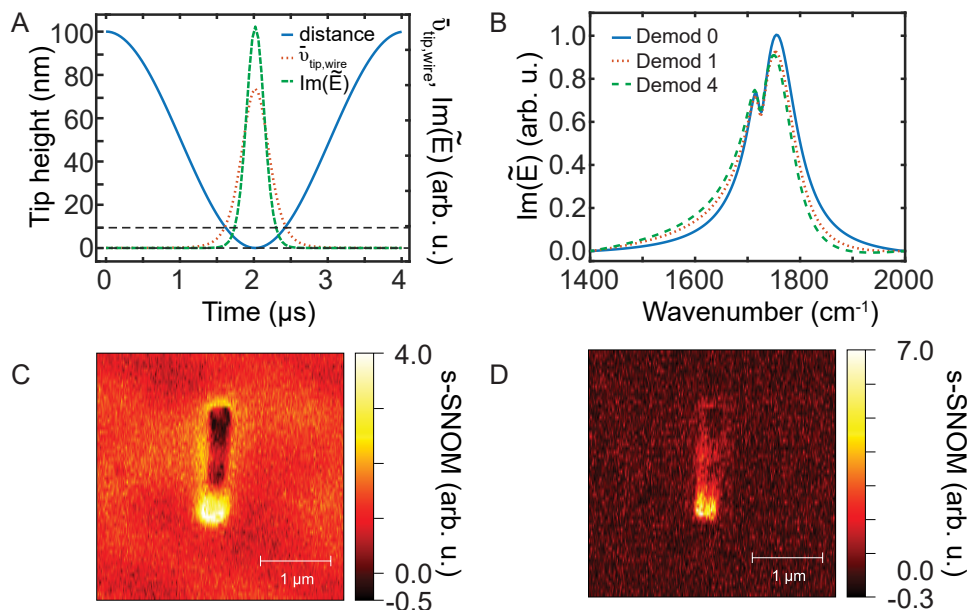 A
100
80
60
40
20
0
Tip height (nm)
0
1
2
3
4
Time (µs)
distance
ῡtip,wire
Im(Ẽ)
ῡtip,wire, Im(Ẽ) (arb. u.)
B
1.0
0.8
0.6
0.4
0.2
0.0
Im(Ẽ) (arb. u.)
Demod 0
Demod 1
Demod 4
1400
1600
1800
2000
Wavenumber (cm⁻¹)
C
1 µm
4.0
0.0
-0.5
s-SNOM (arb. u.)
D
1 µm
7.0
0.0
-0.3
s-SNOM (arb. u.)